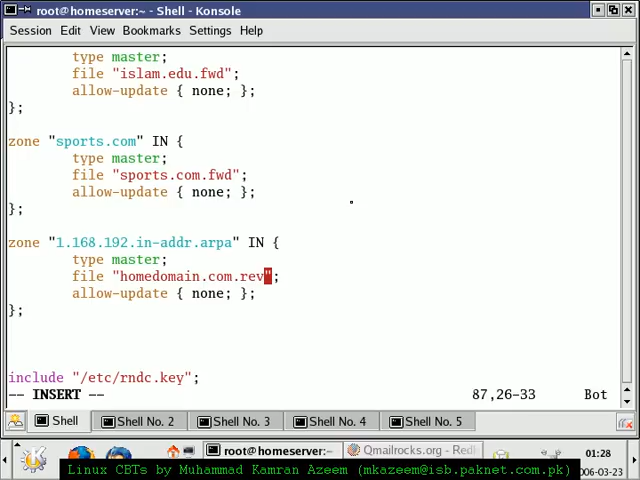 root@homeserver:~ - Shell - Konsole
Session Edit View Bookmarks Settings Help
type master;
file "islam.edu.fwd";
allow-update { none; };
};
zone "sports.com" IN {
type master;
file "sports.com.fwd";
allow-update { none; };
};
zone "1.168.192.in-addr.arpa" IN {
type master;
file "homedomain.com.rev";
allow-update { none; };
};
include "/etc/rndc.key";
-- INSERT -- 87,26-33 Bot
Shell Shell No. 2 Shell No. 3 Shell No. 4 Shell No. 5
root@homeserver:~ Qmailrocks.org - Red 01:28
Linux CBTs by Muhammad Kamran Azeem (mkazeem@isb.paknet.com.pk) 2006-03-23